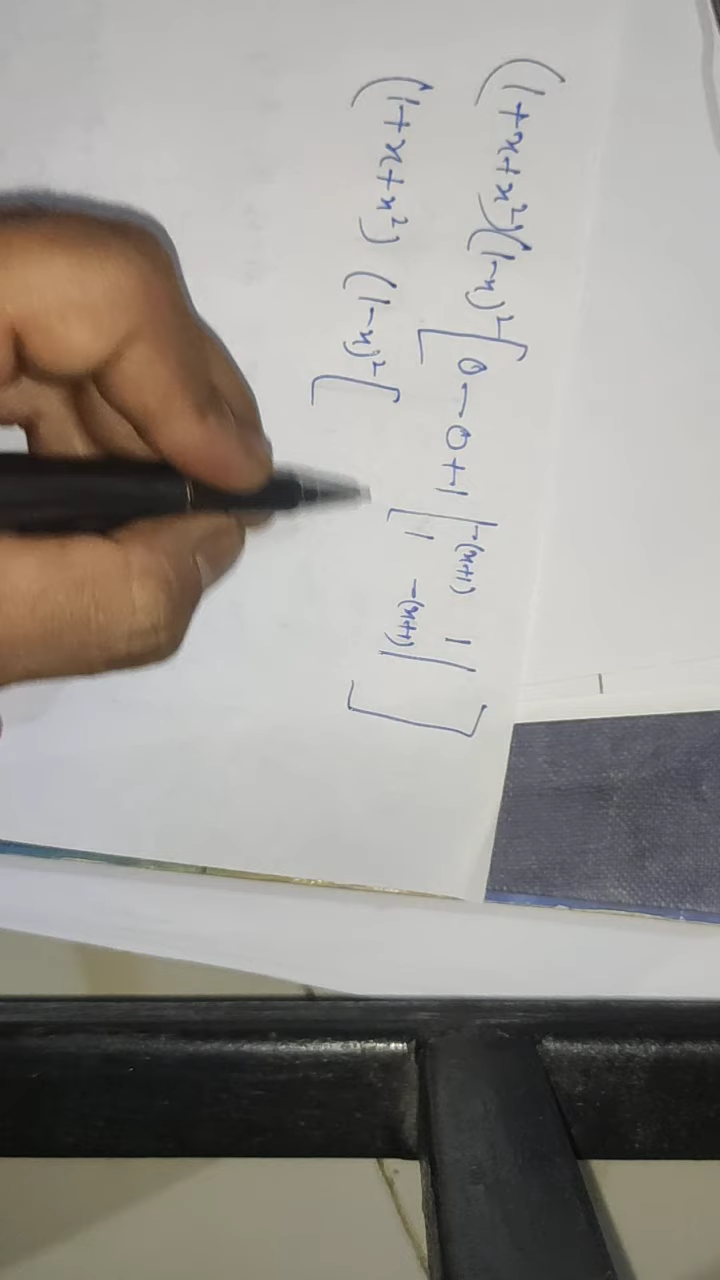 (1+x+x²)(1-x)² [0-0+1 |-(x+1) 1
1 -(x+1)|]
(1+x+x²) (1-x)² [